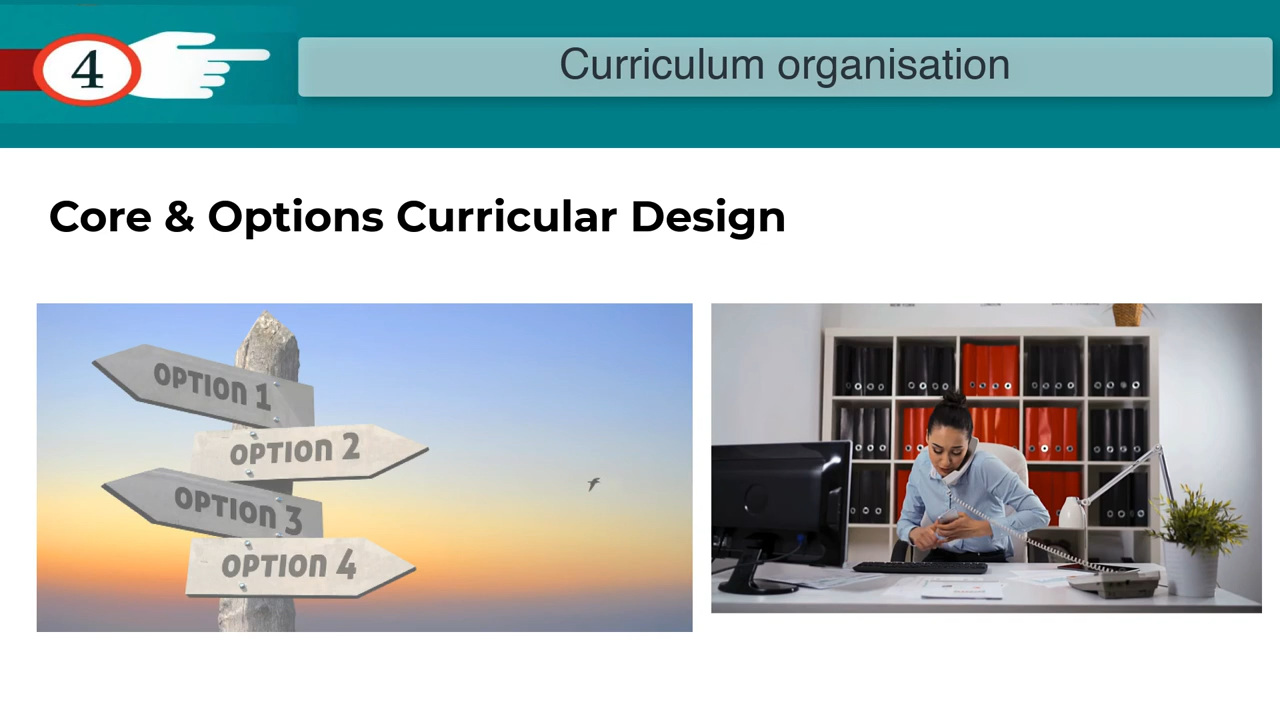 4
Curriculum organisation
Core & Options Curricular Design
OPTION 1
OPTION 2
OPTION 3
OPTION 4